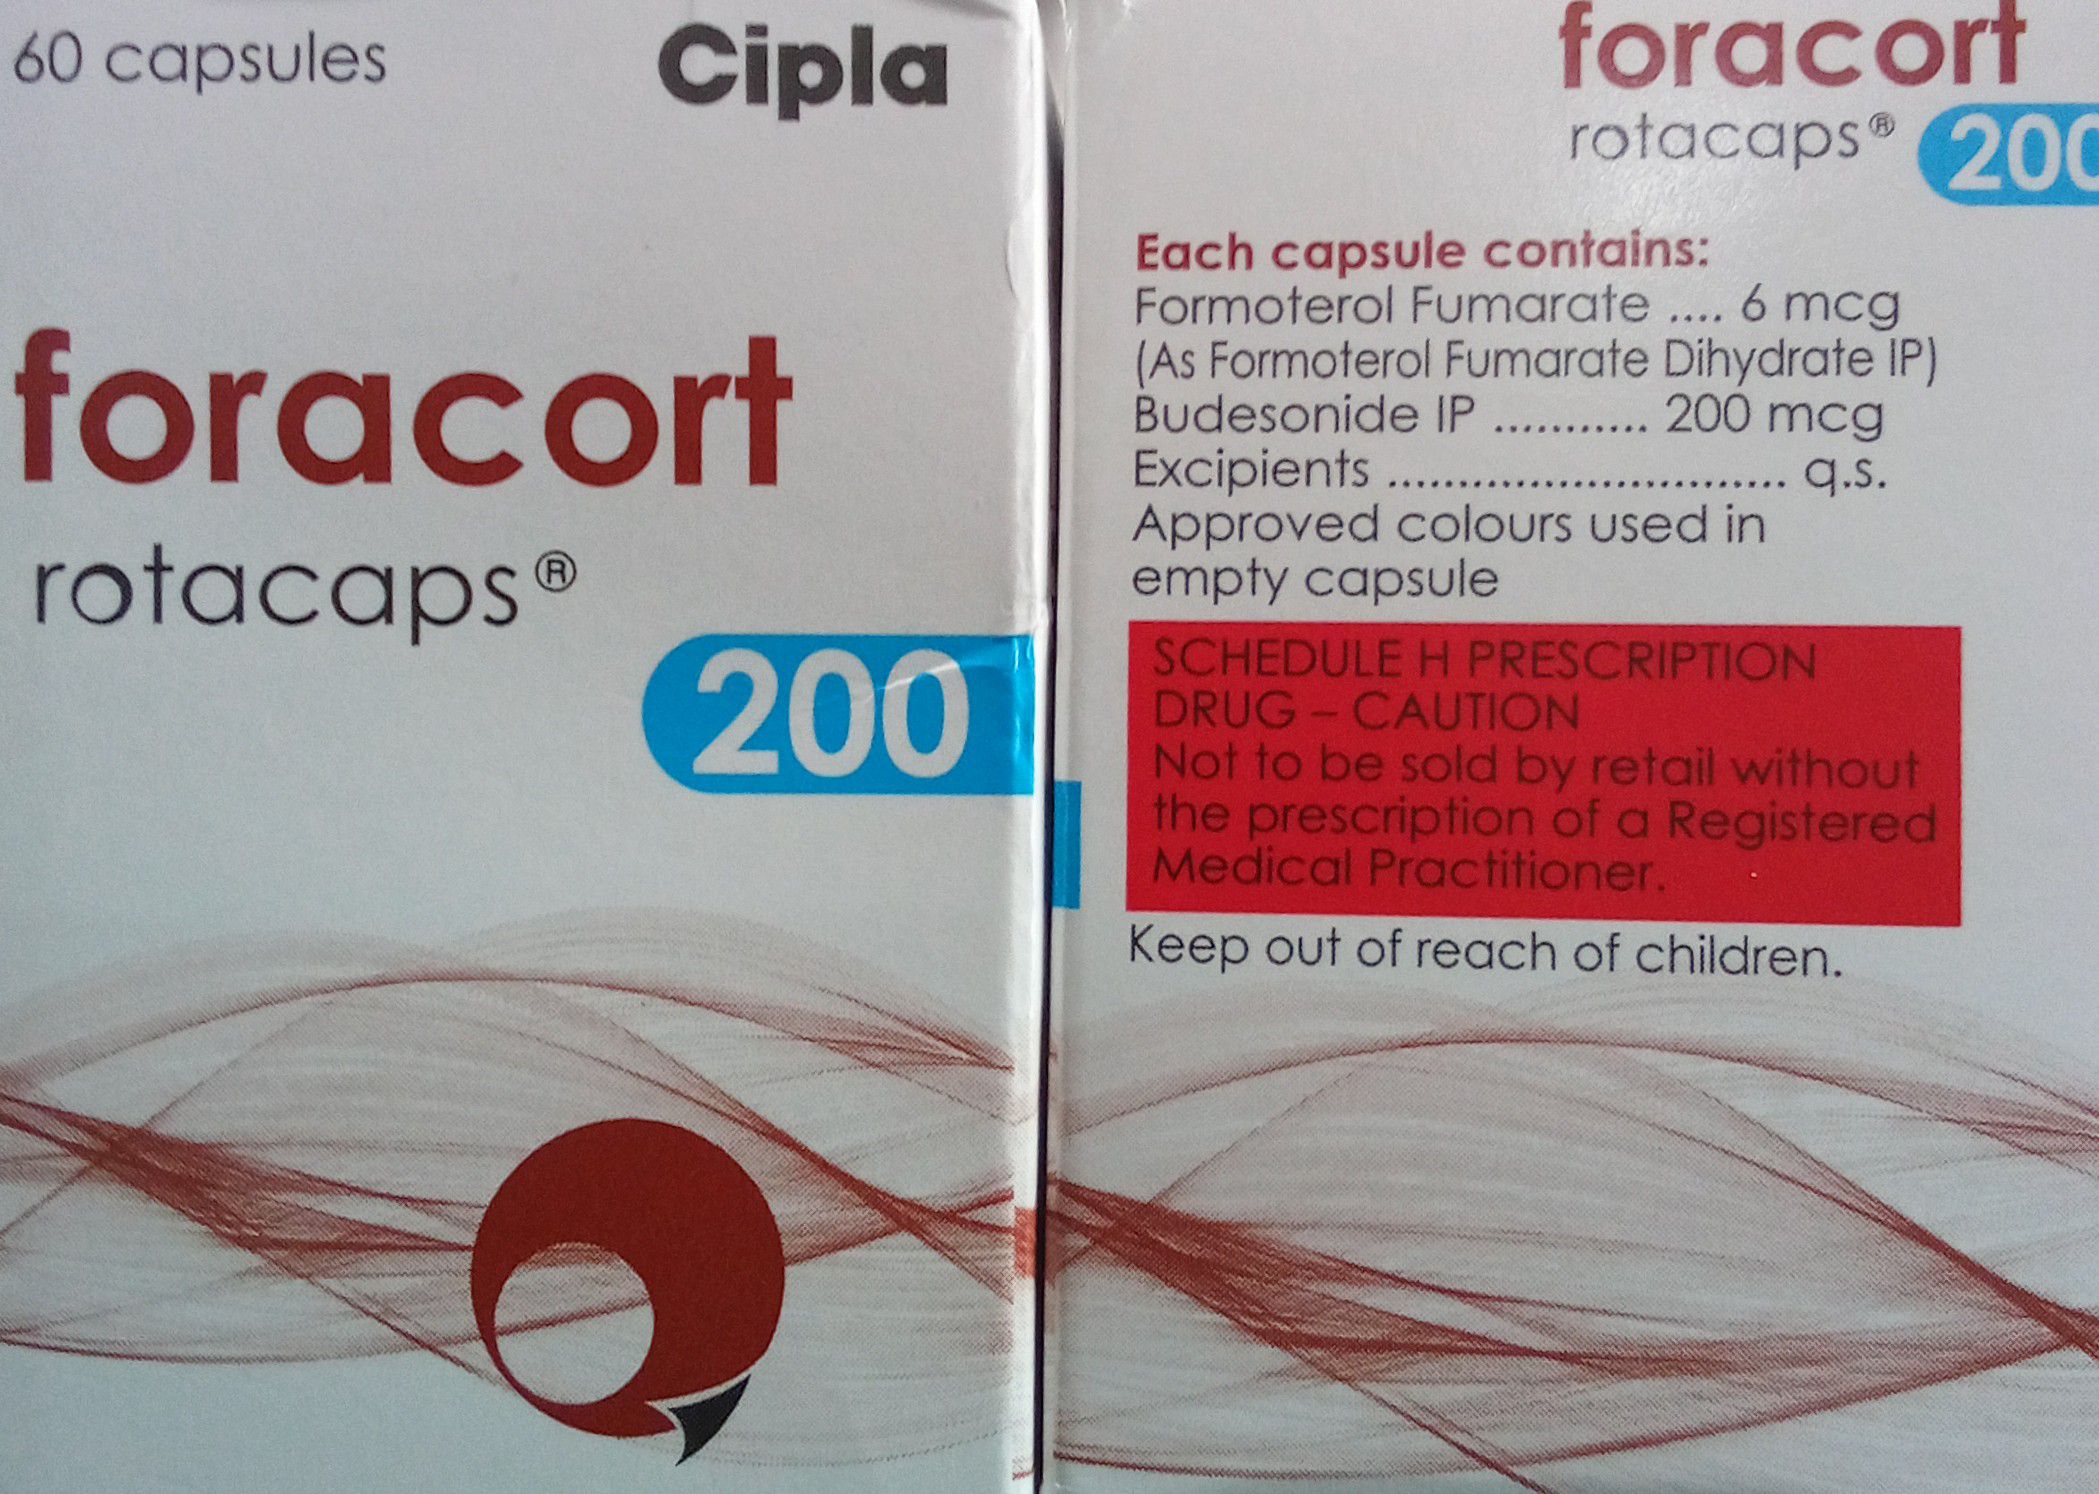 60 capsules
Cipla
foracort
rotacaps®
200
foracort
rotacaps® 200
Each capsule contains:
Formoterol Fumarate .... 6 mcg
(As Formoterol Fumarate Dihydrate IP)
Budesonide IP ........... 200 mcg
Excipients ............................. q.s.
Approved colours used in
empty capsule
SCHEDULE H PRESCRIPTION
DRUG – CAUTION
Not to be sold by retail without
the prescription of a Registered
Medical Practitioner.
Keep out of reach of children.